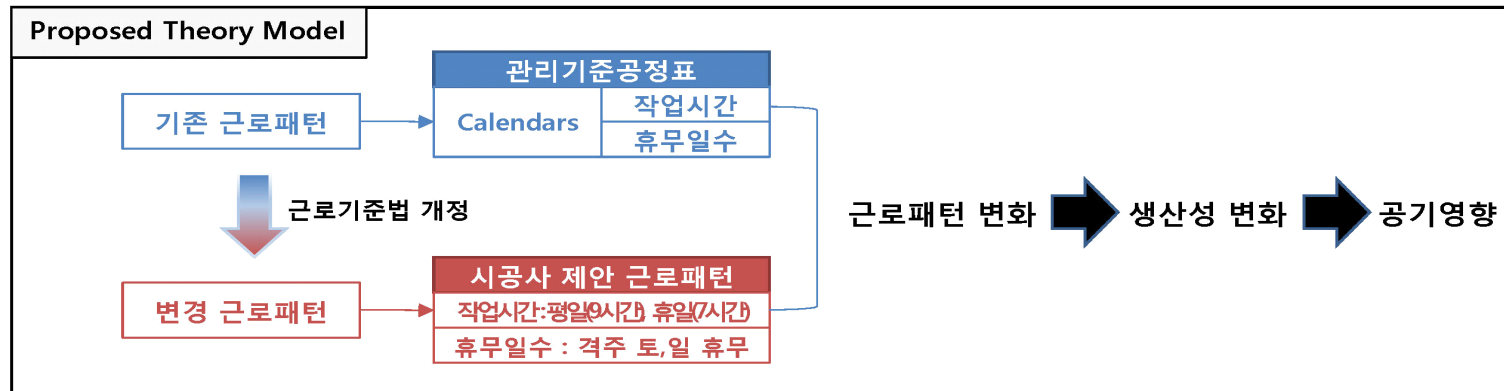 Proposed Theory Model
관리기준공정표
기존 근로패턴
Calendars
작업시간
휴무일수
근로기준법 개정
근로패턴 변화
생산성 변화
공기영향
시공사 제안 근로패턴
변경 근로패턴
작업시간:평일(9시간), 휴일(7시간)
휴무일수 : 격주 토,일 휴무